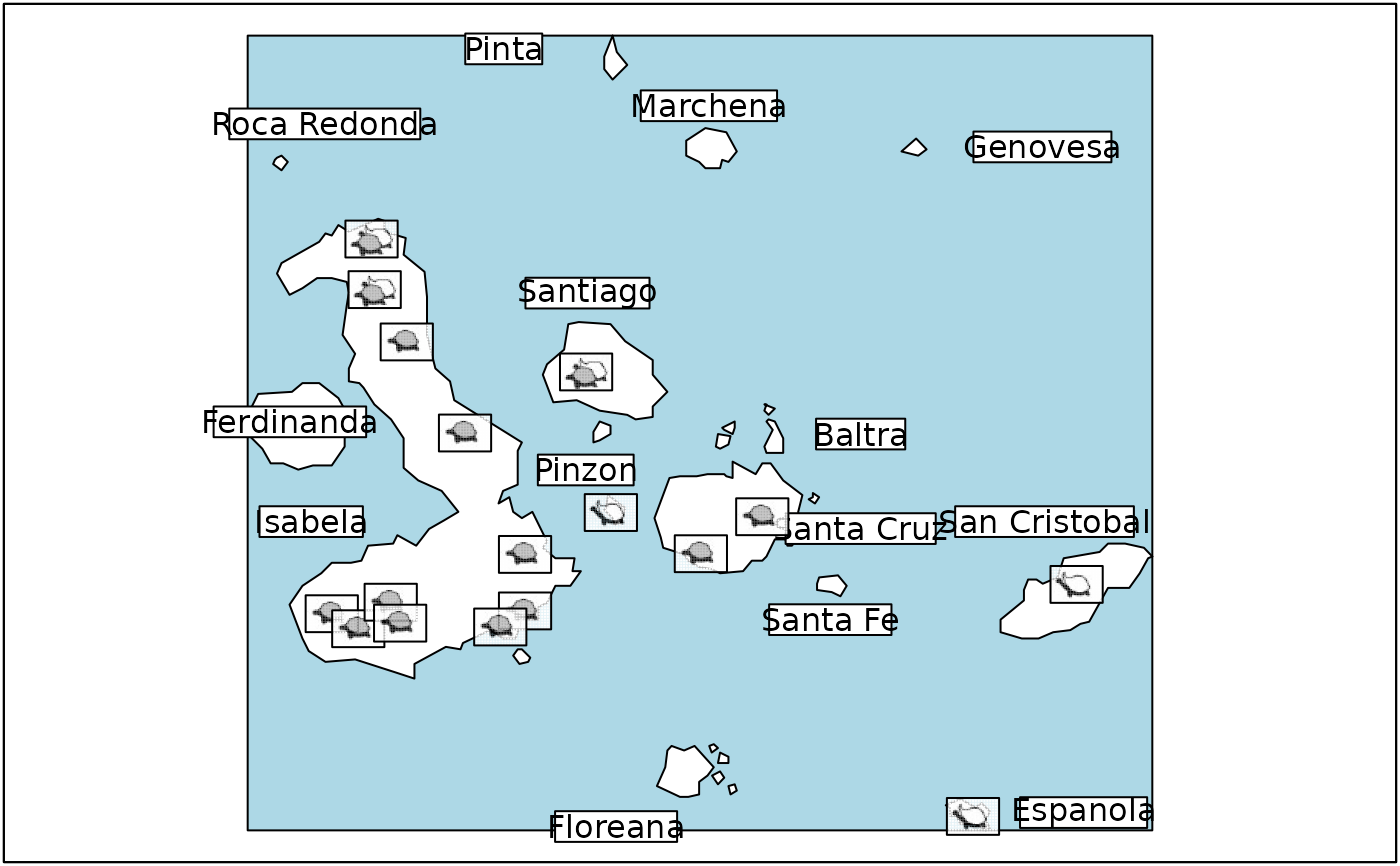 Pinta
Marchena
Roca Redonda
Genovesa
Santiago
Ferdinanda
Baltra
Pinzon
Isabela
Santa Cruz
San Cristobal
Santa Fe
Espanola
Floreana